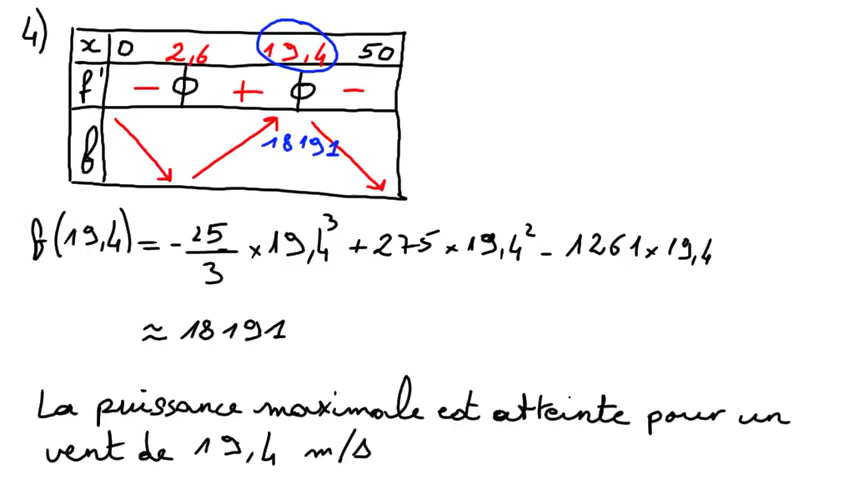 4)
x 0 2,6 19,4 50
f' - 0 + 0 -
f 18191
f(19,4) = - 25/3 × 19,4³ + 275 × 19,4² - 1261 × 19,4
≈ 18191
La puissance maximale est atteinte pour un
vent de 19,4 m/s